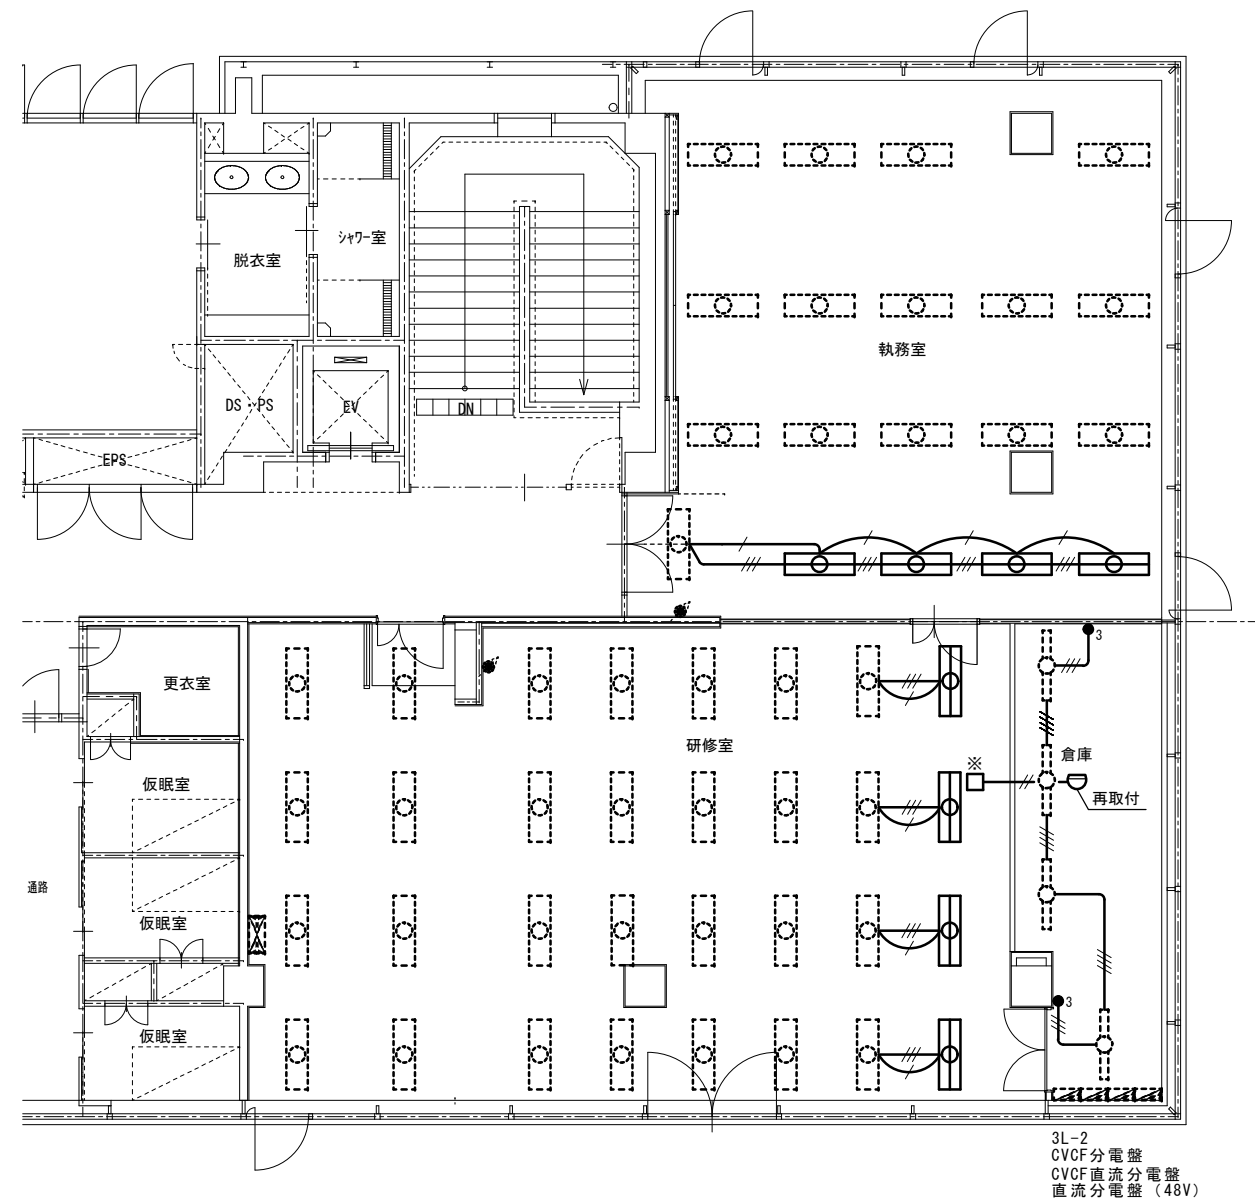 シャワー室
脱衣室
執務室
DS・PS
EV
DN
EPS
更衣室
3
研修室
倉庫
※
仮眠室
再取付
通路
仮眠室
3
仮眠室
3L-2
CVCF分電盤
CVCF直流分電盤
直流分電盤（48V）